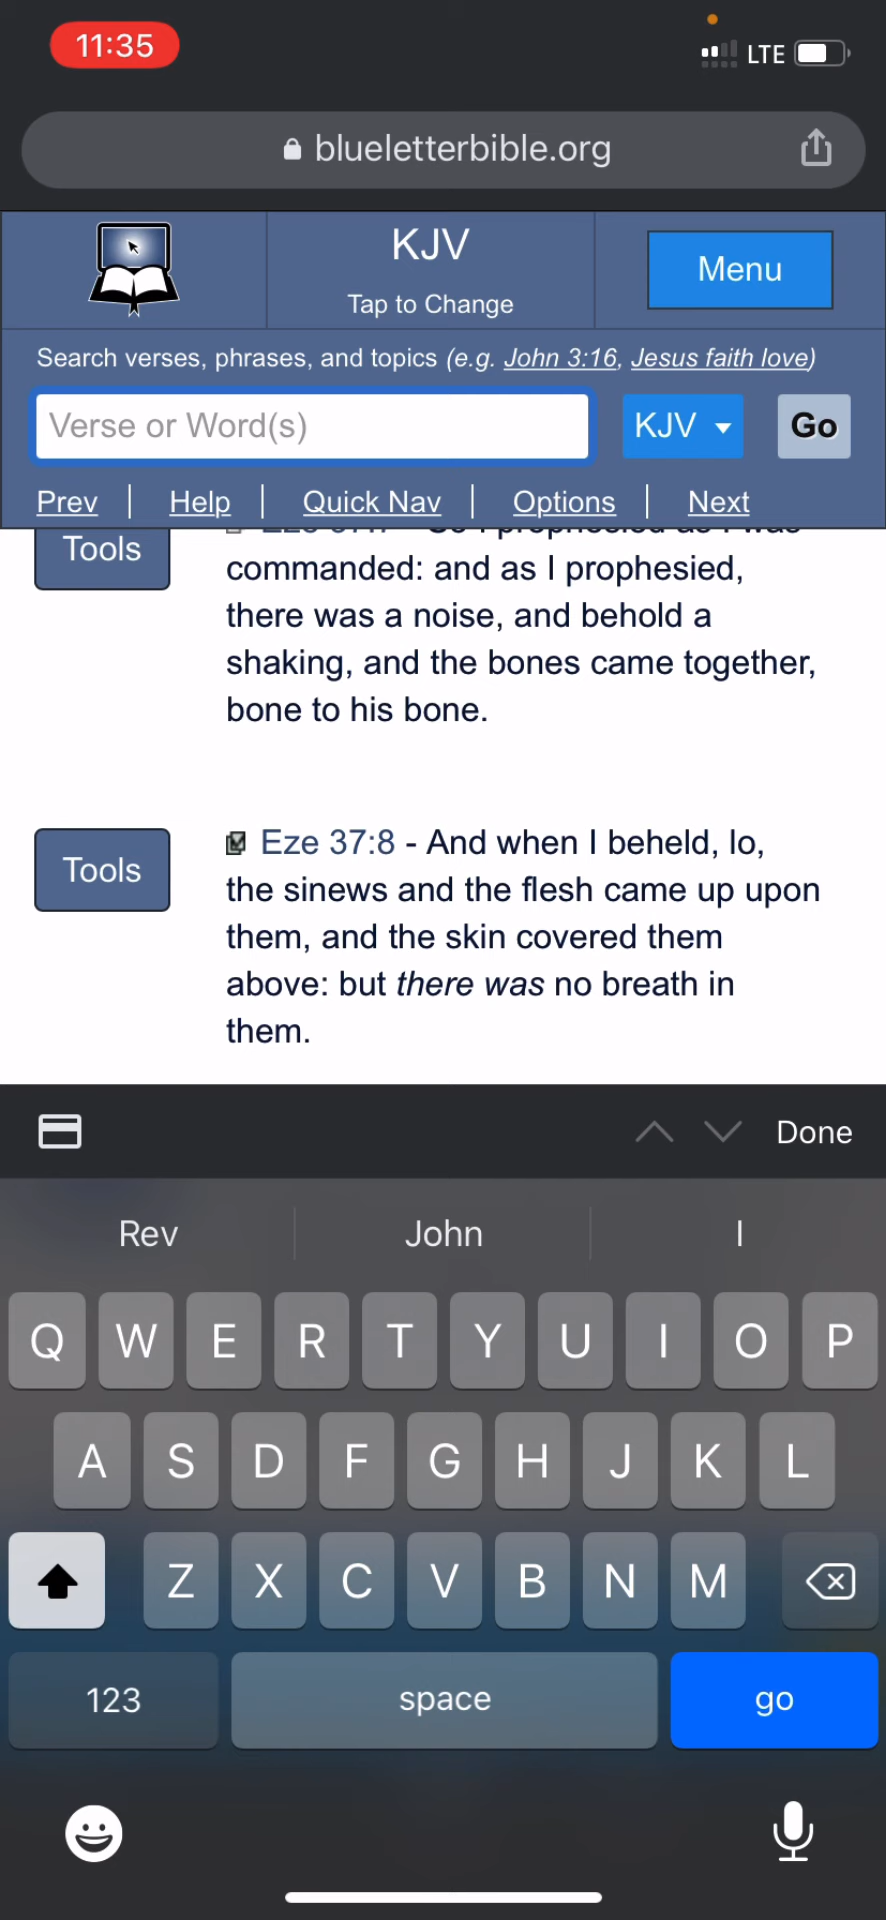 11:35
LTE
blueletterbible.org
KJV
Tap to Change
Menu
Search verses, phrases, and topics (e.g. John 3:16, Jesus faith love)
Verse or Word(s)
KJV
Go
Prev | Help | Quick Nav | Options | Next
Tools
commanded: and as I prophesied,
there was a noise, and behold a
shaking, and the bones came together,
bone to his bone.
Tools
Eze 37:8 - And when I beheld, lo,
the sinews and the flesh came up upon
them, and the skin covered them
above: but there was no breath in
them.
Done
Rev
John
I
Q W E R T Y U I O P
A S D F G H J K L
Z X C V B N M
123
space
go